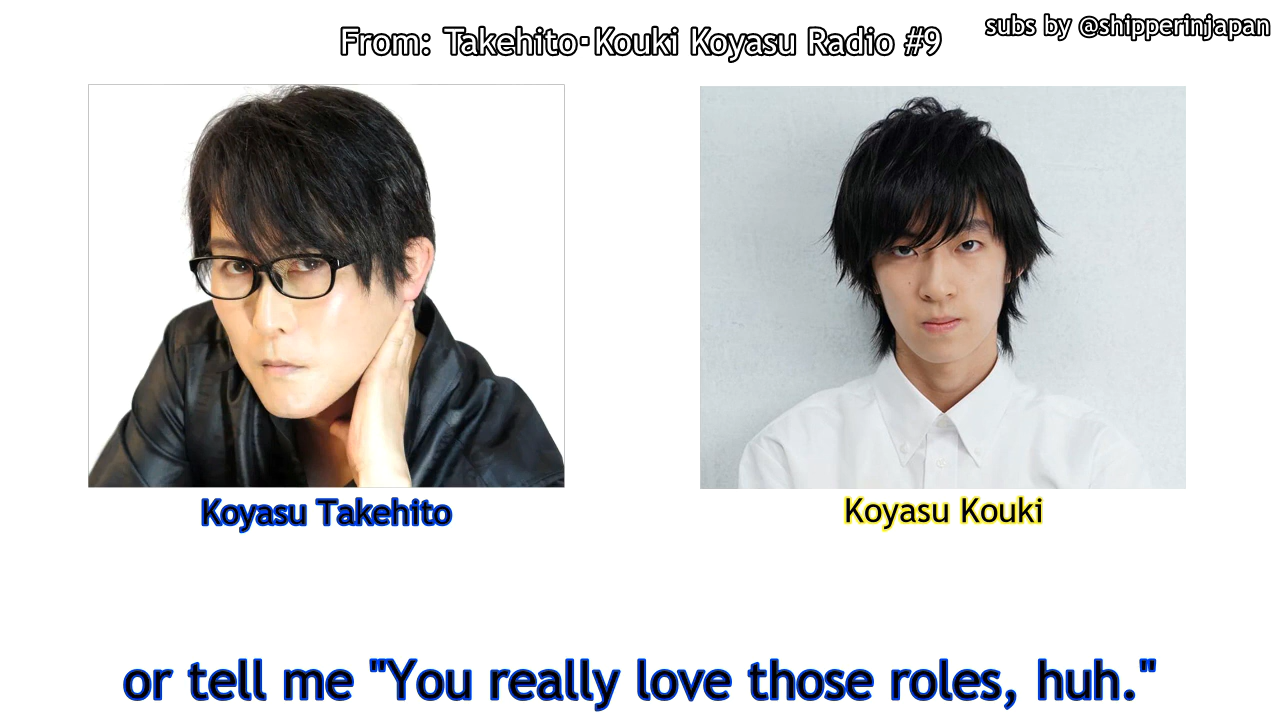 From: Takehito・Kouki Koyasu Radio #9
subs by @shipperinjapan
Koyasu Takehito
Koyasu Kouki
or tell me "You really love those roles, huh."